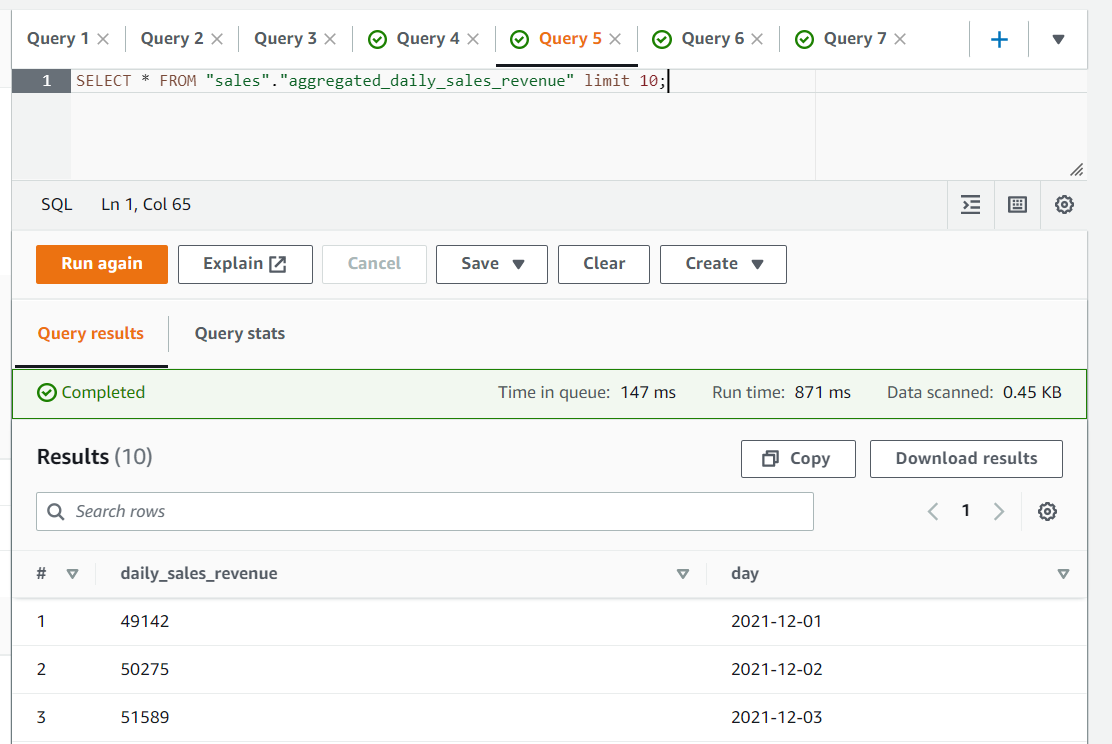 Query 1 Query 2 Query 3 Query 4 Query 5 Query 6 Query 7
1 SELECT * FROM "sales"."aggregated_daily_sales_revenue" limit 10;
SQL Ln 1, Col 65
Run again Explain Cancel Save Clear Create
Query results Query stats
Completed Time in queue: 147 ms Run time: 871 ms Data scanned: 0.45 KB
Results (10) Copy Download results
Search rows 1
# daily_sales_revenue day
1 49142 2021-12-01
2 50275 2021-12-02
3 51589 2021-12-03